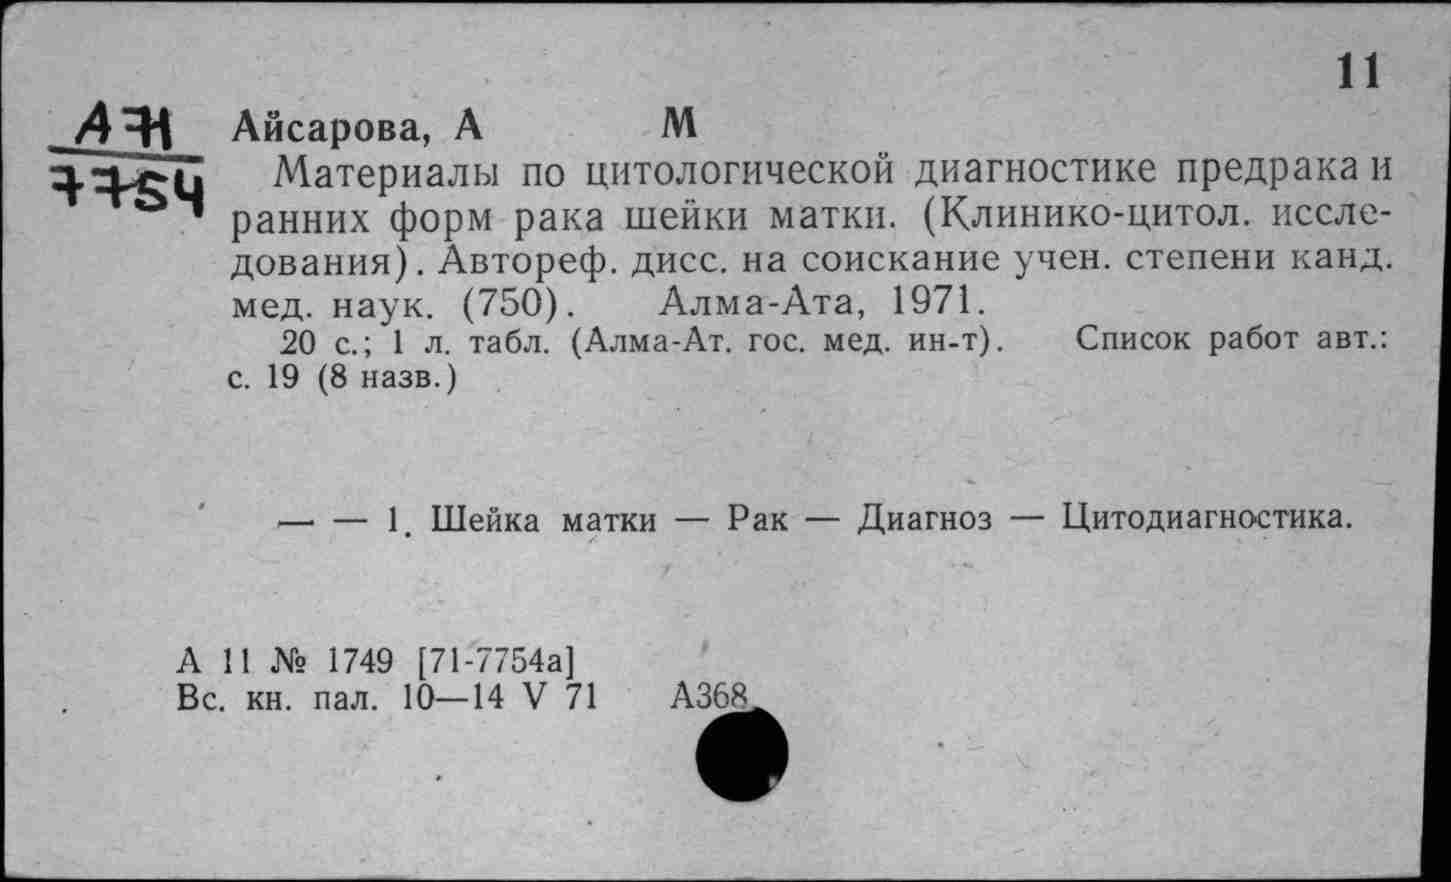 11
А 71
7754
Айсарова, А М
Материалы по цитологической диагностике предрака и
ранних форм рака шейки матки. (Клинико-цитол. иссле-
дования). Автореф. дисс. на соискание учен. степени канд.
мед. наук. (750). Алма-Ата, 1971.
20 с.; 1 л. табл. (Алма-Ат. гос. мед. ин-т). Список работ авт.:
с. 19 (8 назв.)
— — 1. Шейка матки — Рак — Диагноз — Цитодиагностика.
А 11 № 1749 [71-7754а]
Вс. кн. пал. 10—14 V 71 А368